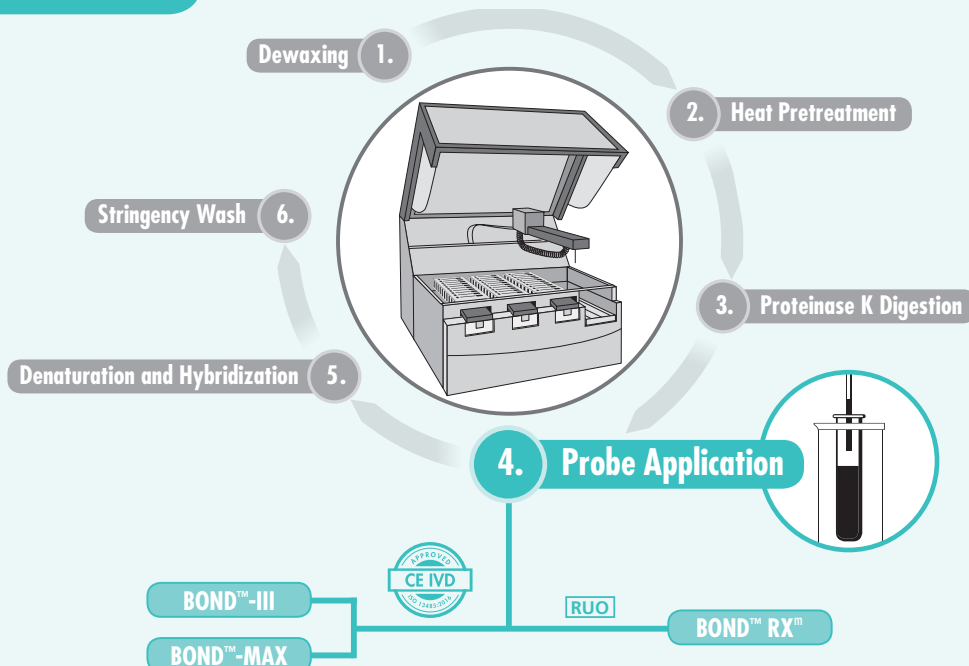 Dewaxing 1.
2. Heat Pretreatment
Stringency Wash 6.
3. Proteinase K Digestion
Denaturation and Hybridization 5.
4. Probe Application
APPROVED
CE IVD
ISO 13485:2016
BOND™-III
RUO
BOND™ RXᵐ
BOND™-MAX